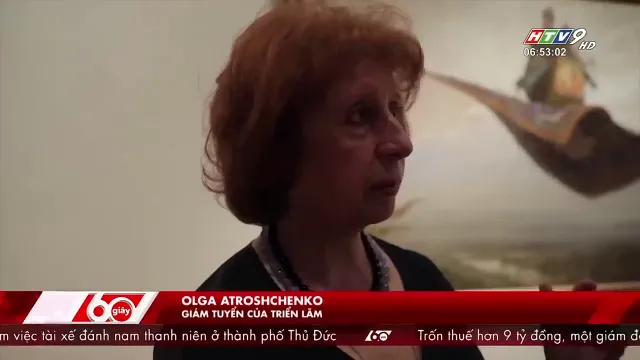 HTV9 HD
06:53:02
60 giây
OLGA ATROSHCHENKO
GIÁM TUYỂN CỦA TRIỂN LÃM
m việc tài xế đánh nam thanh niên ở thành phố Thủ Đức 60 giây Trốn thuế hơn 9 tỷ đồng, một giám đ